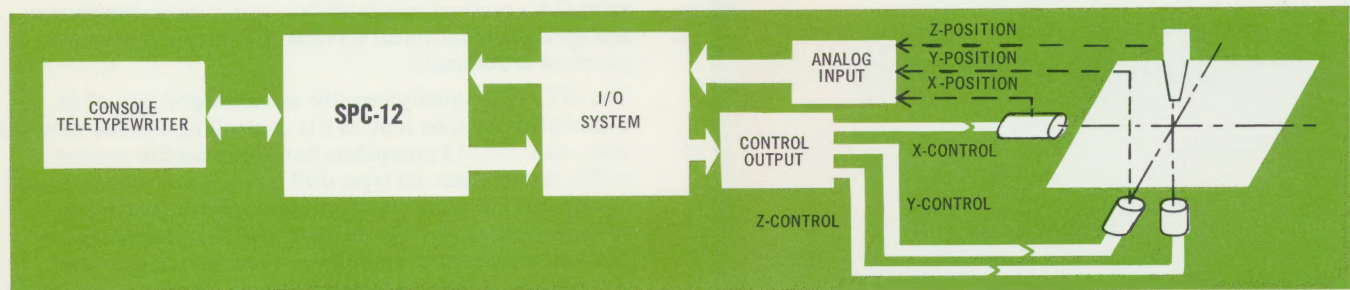 CONSOLE
TELETYPEWRITER
SPC-12
I/O
SYSTEM
ANALOG
INPUT
CONTROL
OUTPUT
Z-POSITION
Y-POSITION
X-POSITION
X-CONTROL
Y-CONTROL
Z-CONTROL